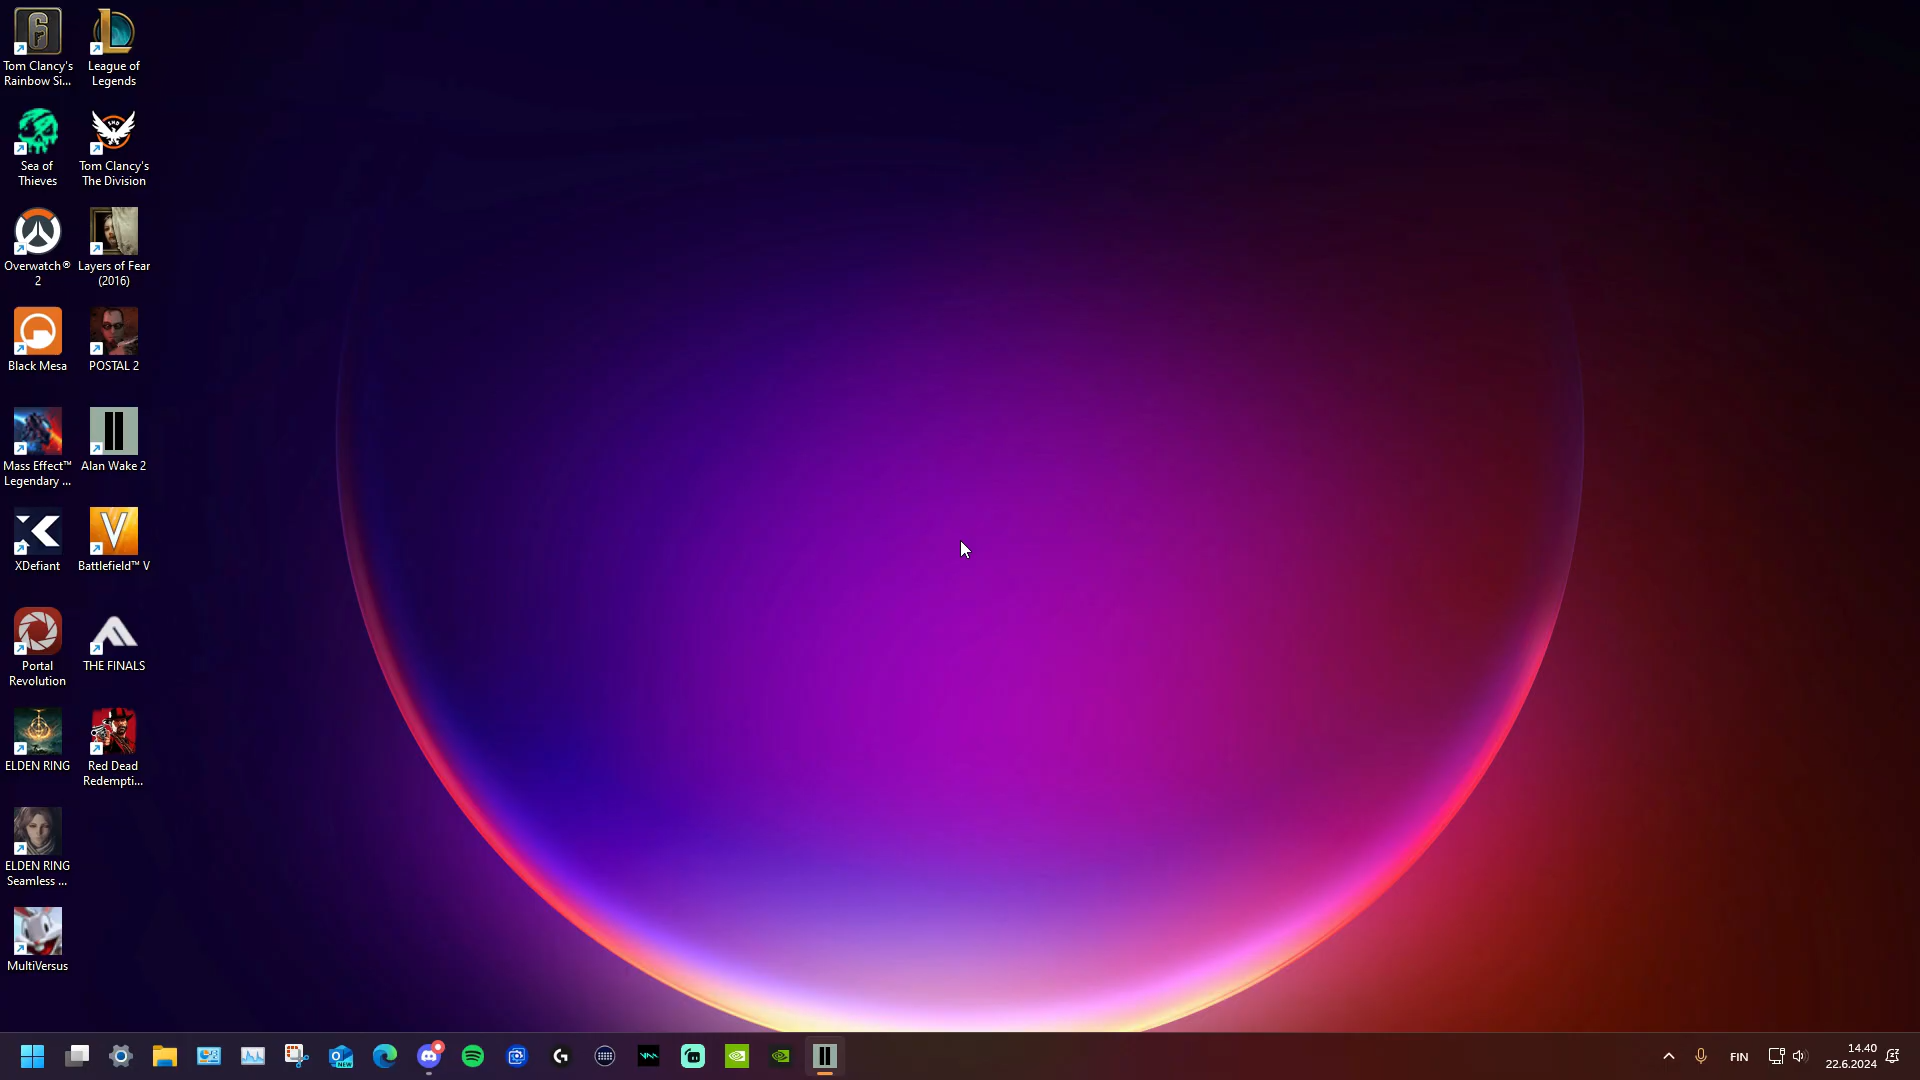 Tom Clancy's
Rainbow Si...
League of
Legends
Sea of
Thieves
Tom Clancy's
The Division
Overwatch®
2
Layers of Fear
(2016)
Black Mesa
POSTAL 2
Mass Effect™
Legendary ...
Alan Wake 2
XDefiant
Battlefield™ V
Portal
Revolution
THE FINALS
ELDEN RING
Red Dead
Redempti...
ELDEN RING
Seamless ...
MultiVersus
NEW
FIN
14.40
22.6.2024